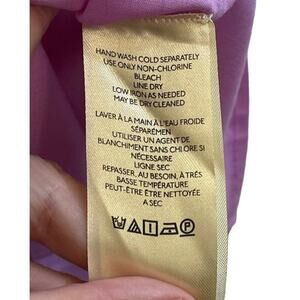 HAND WASH COLD SEPARATELY
USE ONLY NON-CHLORINE
BLEACH
LINE DRY
LOW IRON AS NEEDED
MAY BE DRY CLEANED
LAVER À LA MAIN À L'EAU FROIDE
SÉPARÉMEN
UTILISER UN AGENT DE
BLANCHIMENT SANS CHLORE SI
NÉCESSAIRE
LIGNE SEC
REPASSER, AU BESOIN, À TRÈS
BASSE TEMPÉRATURE
PEUT-ÊTRE ÊTRE NETTOYÉE
A SEC